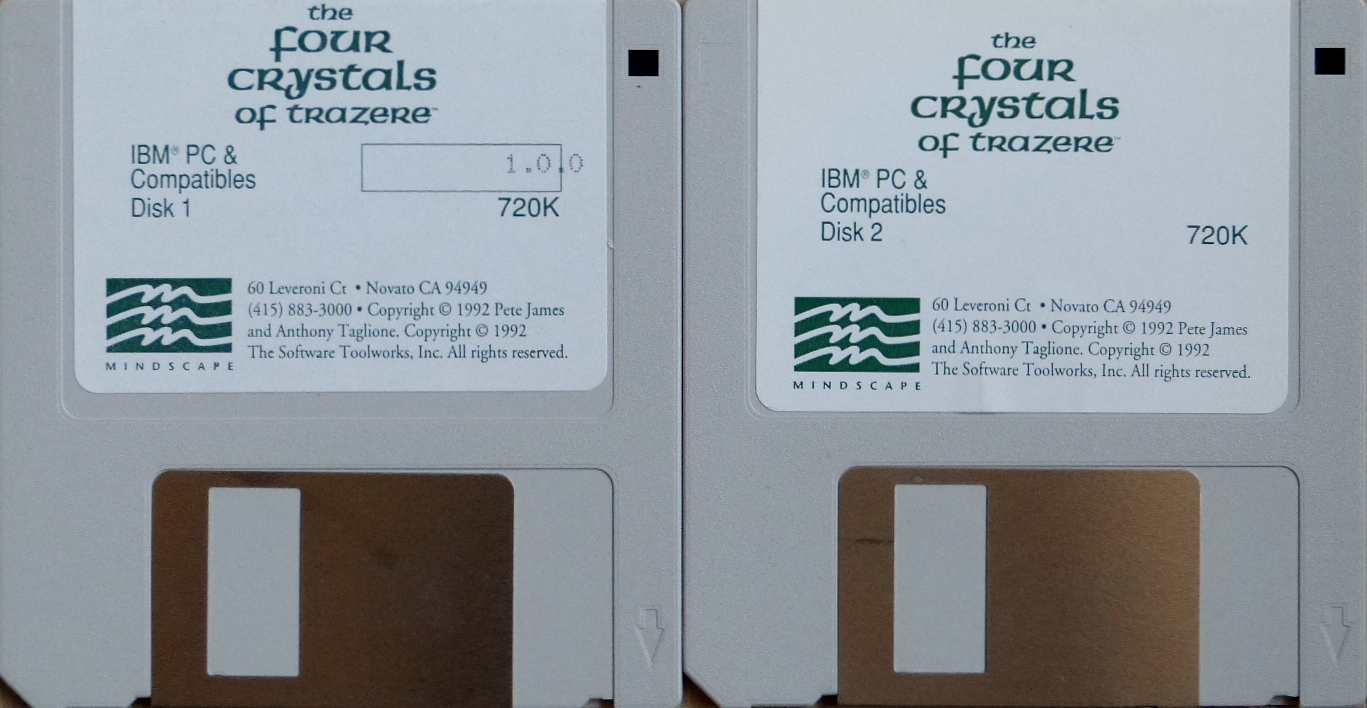 the
four
crystals
of trazere™
IBM® PC &
Compatibles
1.0.0
Disk 1
720K
60 Leveroni Ct • Novato CA 94949
(415) 883-3000 • Copyright © 1992 Pete James
and Anthony Taglione. Copyright © 1992
The Software Toolworks, Inc. All rights reserved.
MINDSCAPE
the
four
crystals
of trazere™
IBM® PC &
Compatibles
Disk 2
720K
60 Leveroni Ct • Novato CA 94949
(415) 883-3000 • Copyright © 1992 Pete James
and Anthony Taglione. Copyright © 1992
The Software Toolworks, Inc. All rights reserved.
MINDSCAPE